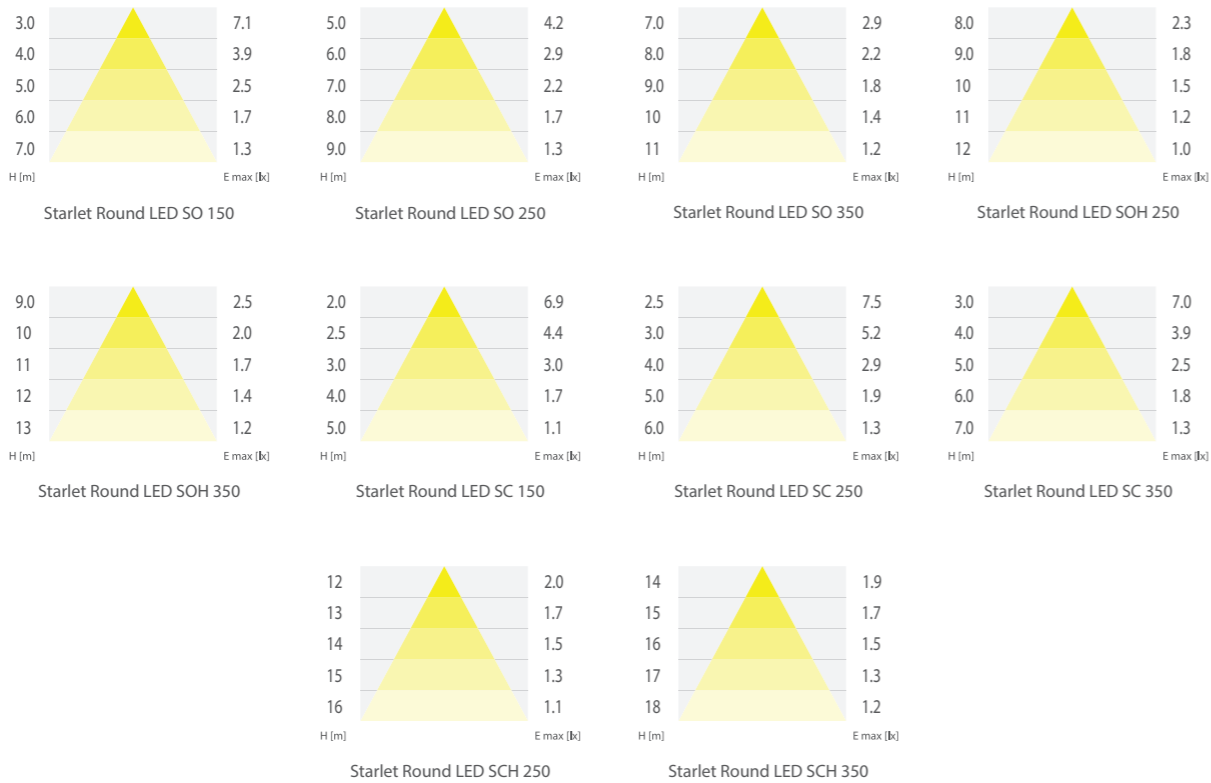 3.0 7.1 5.0 4.2 7.0 2.9 8.0 2.3
4.0 3.9 6.0 2.9 8.0 2.2 9.0 1.8
5.0 2.5 7.0 2.2 9.0 1.8 10 1.5
6.0 1.7 8.0 1.7 10 1.4 11 1.2
7.0 1.3 9.0 1.3 11 1.2 12 1.0
H [m] E max [lx] H [m] E max [lx] H [m] E max [lx] H [m] E max [lx]
Starlet Round LED SO 150 Starlet Round LED SO 250 Starlet Round LED SO 350 Starlet Round LED SOH 250
9.0 2.5 2.0 6.9 2.5 7.5 3.0 7.0
10 2.0 2.5 4.4 3.0 5.2 4.0 3.9
11 1.7 3.0 3.0 4.0 2.9 5.0 2.5
12 1.4 4.0 1.7 5.0 1.9 6.0 1.8
13 1.2 5.0 1.1 6.0 1.3 7.0 1.3
H [m] E max [lx] H [m] E max [lx] H [m] E max [lx] H [m] E max [lx]
Starlet Round LED SOH 350 Starlet Round LED SC 150 Starlet Round LED SC 250 Starlet Round LED SC 350
12 2.0 14 1.9
13 1.7 15 1.7
14 1.5 16 1.5
15 1.3 17 1.3
16 1.1 18 1.2
H [m] E max [lx] H [m] E max [lx]
Starlet Round LED SCH 250 Starlet Round LED SCH 350